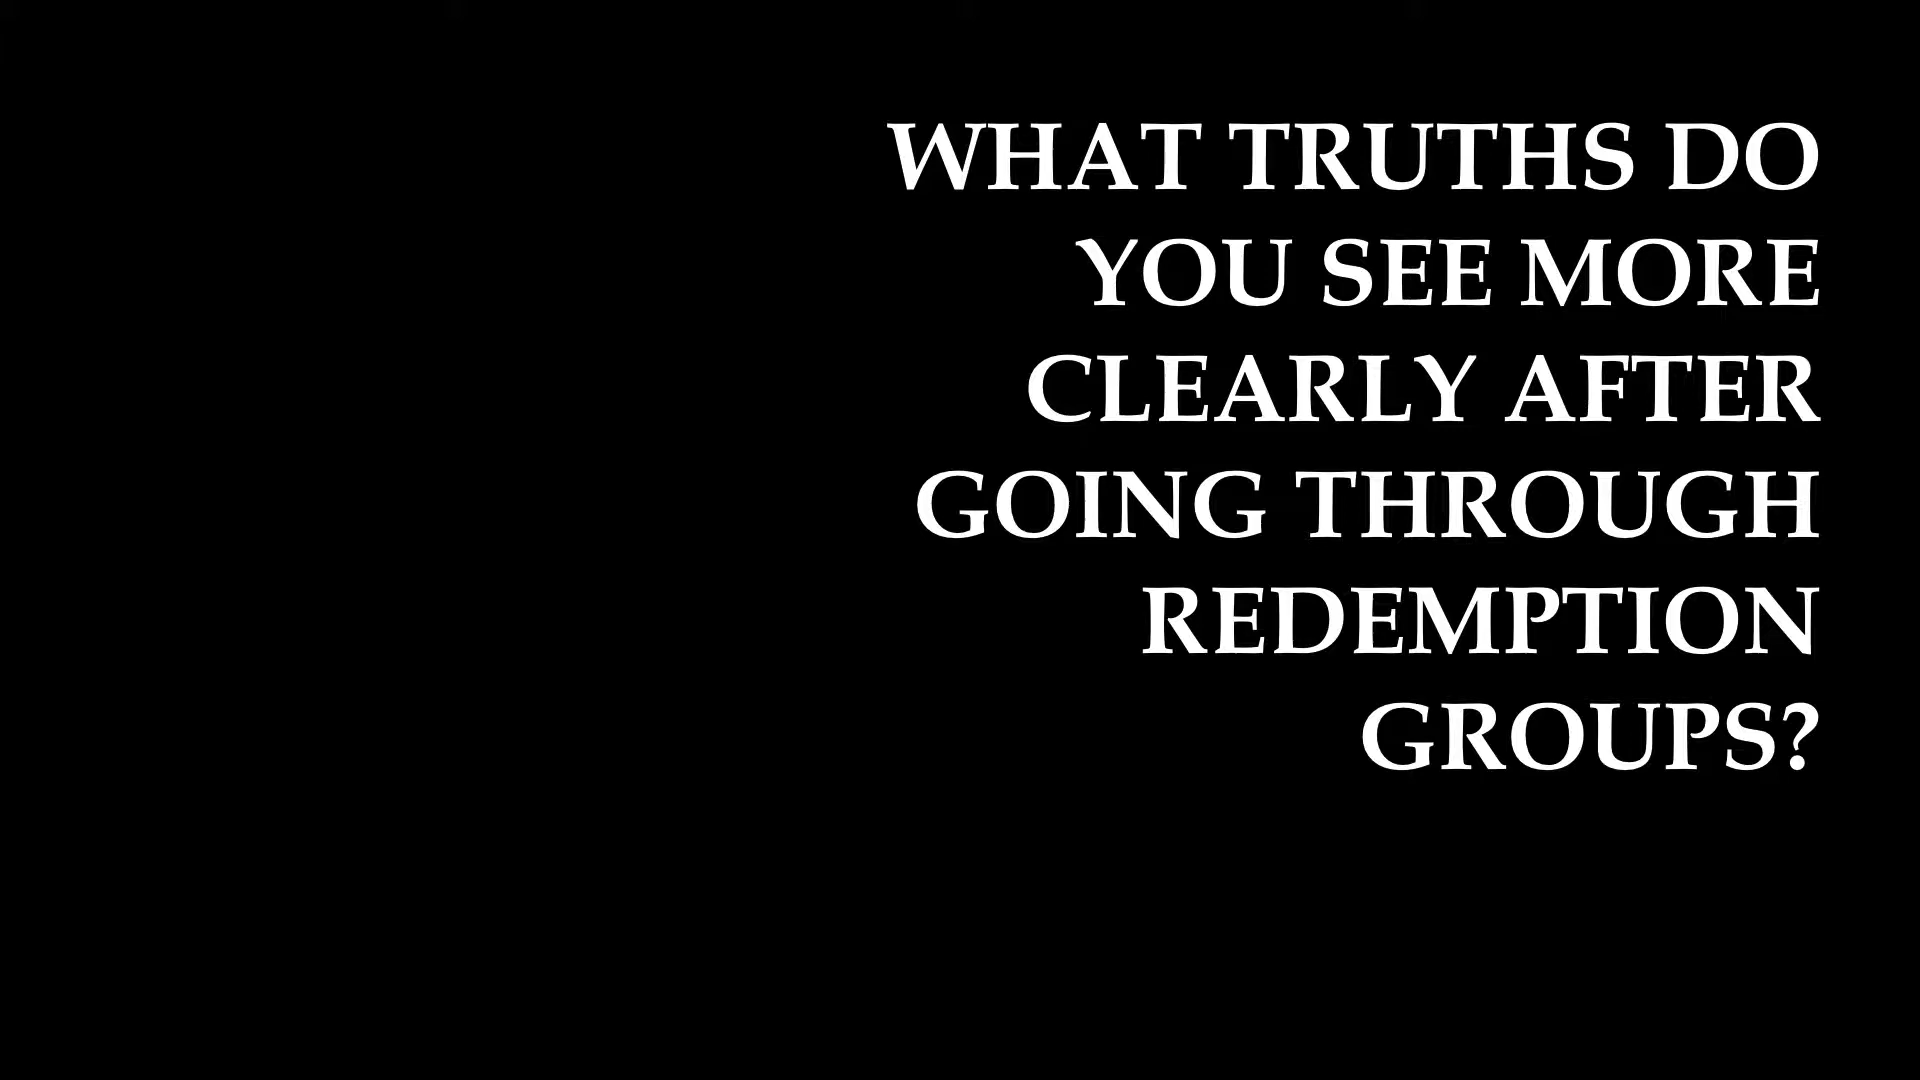 WHAT TRUTHS DO
YOU SEE MORE
CLEARLY AFTER
GOING THROUGH
REDEMPTION
GROUPS?